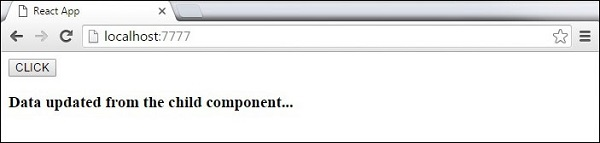 React App
localhost:7777
CLICK
Data updated from the child component...